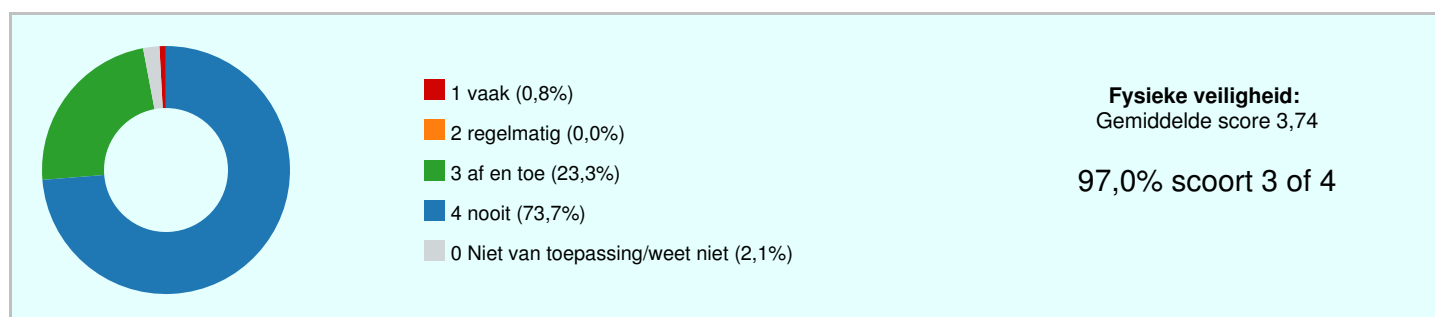 1 vaak (0,8%)
2 regelmatig (0,0%)
3 af en toe (23,3%)
4 nooit (73,7%)
0 Niet van toepassing/weet niet (2,1%)
Fysieke veiligheid:
Gemiddelde score 3,74
97,0% scoort 3 of 4